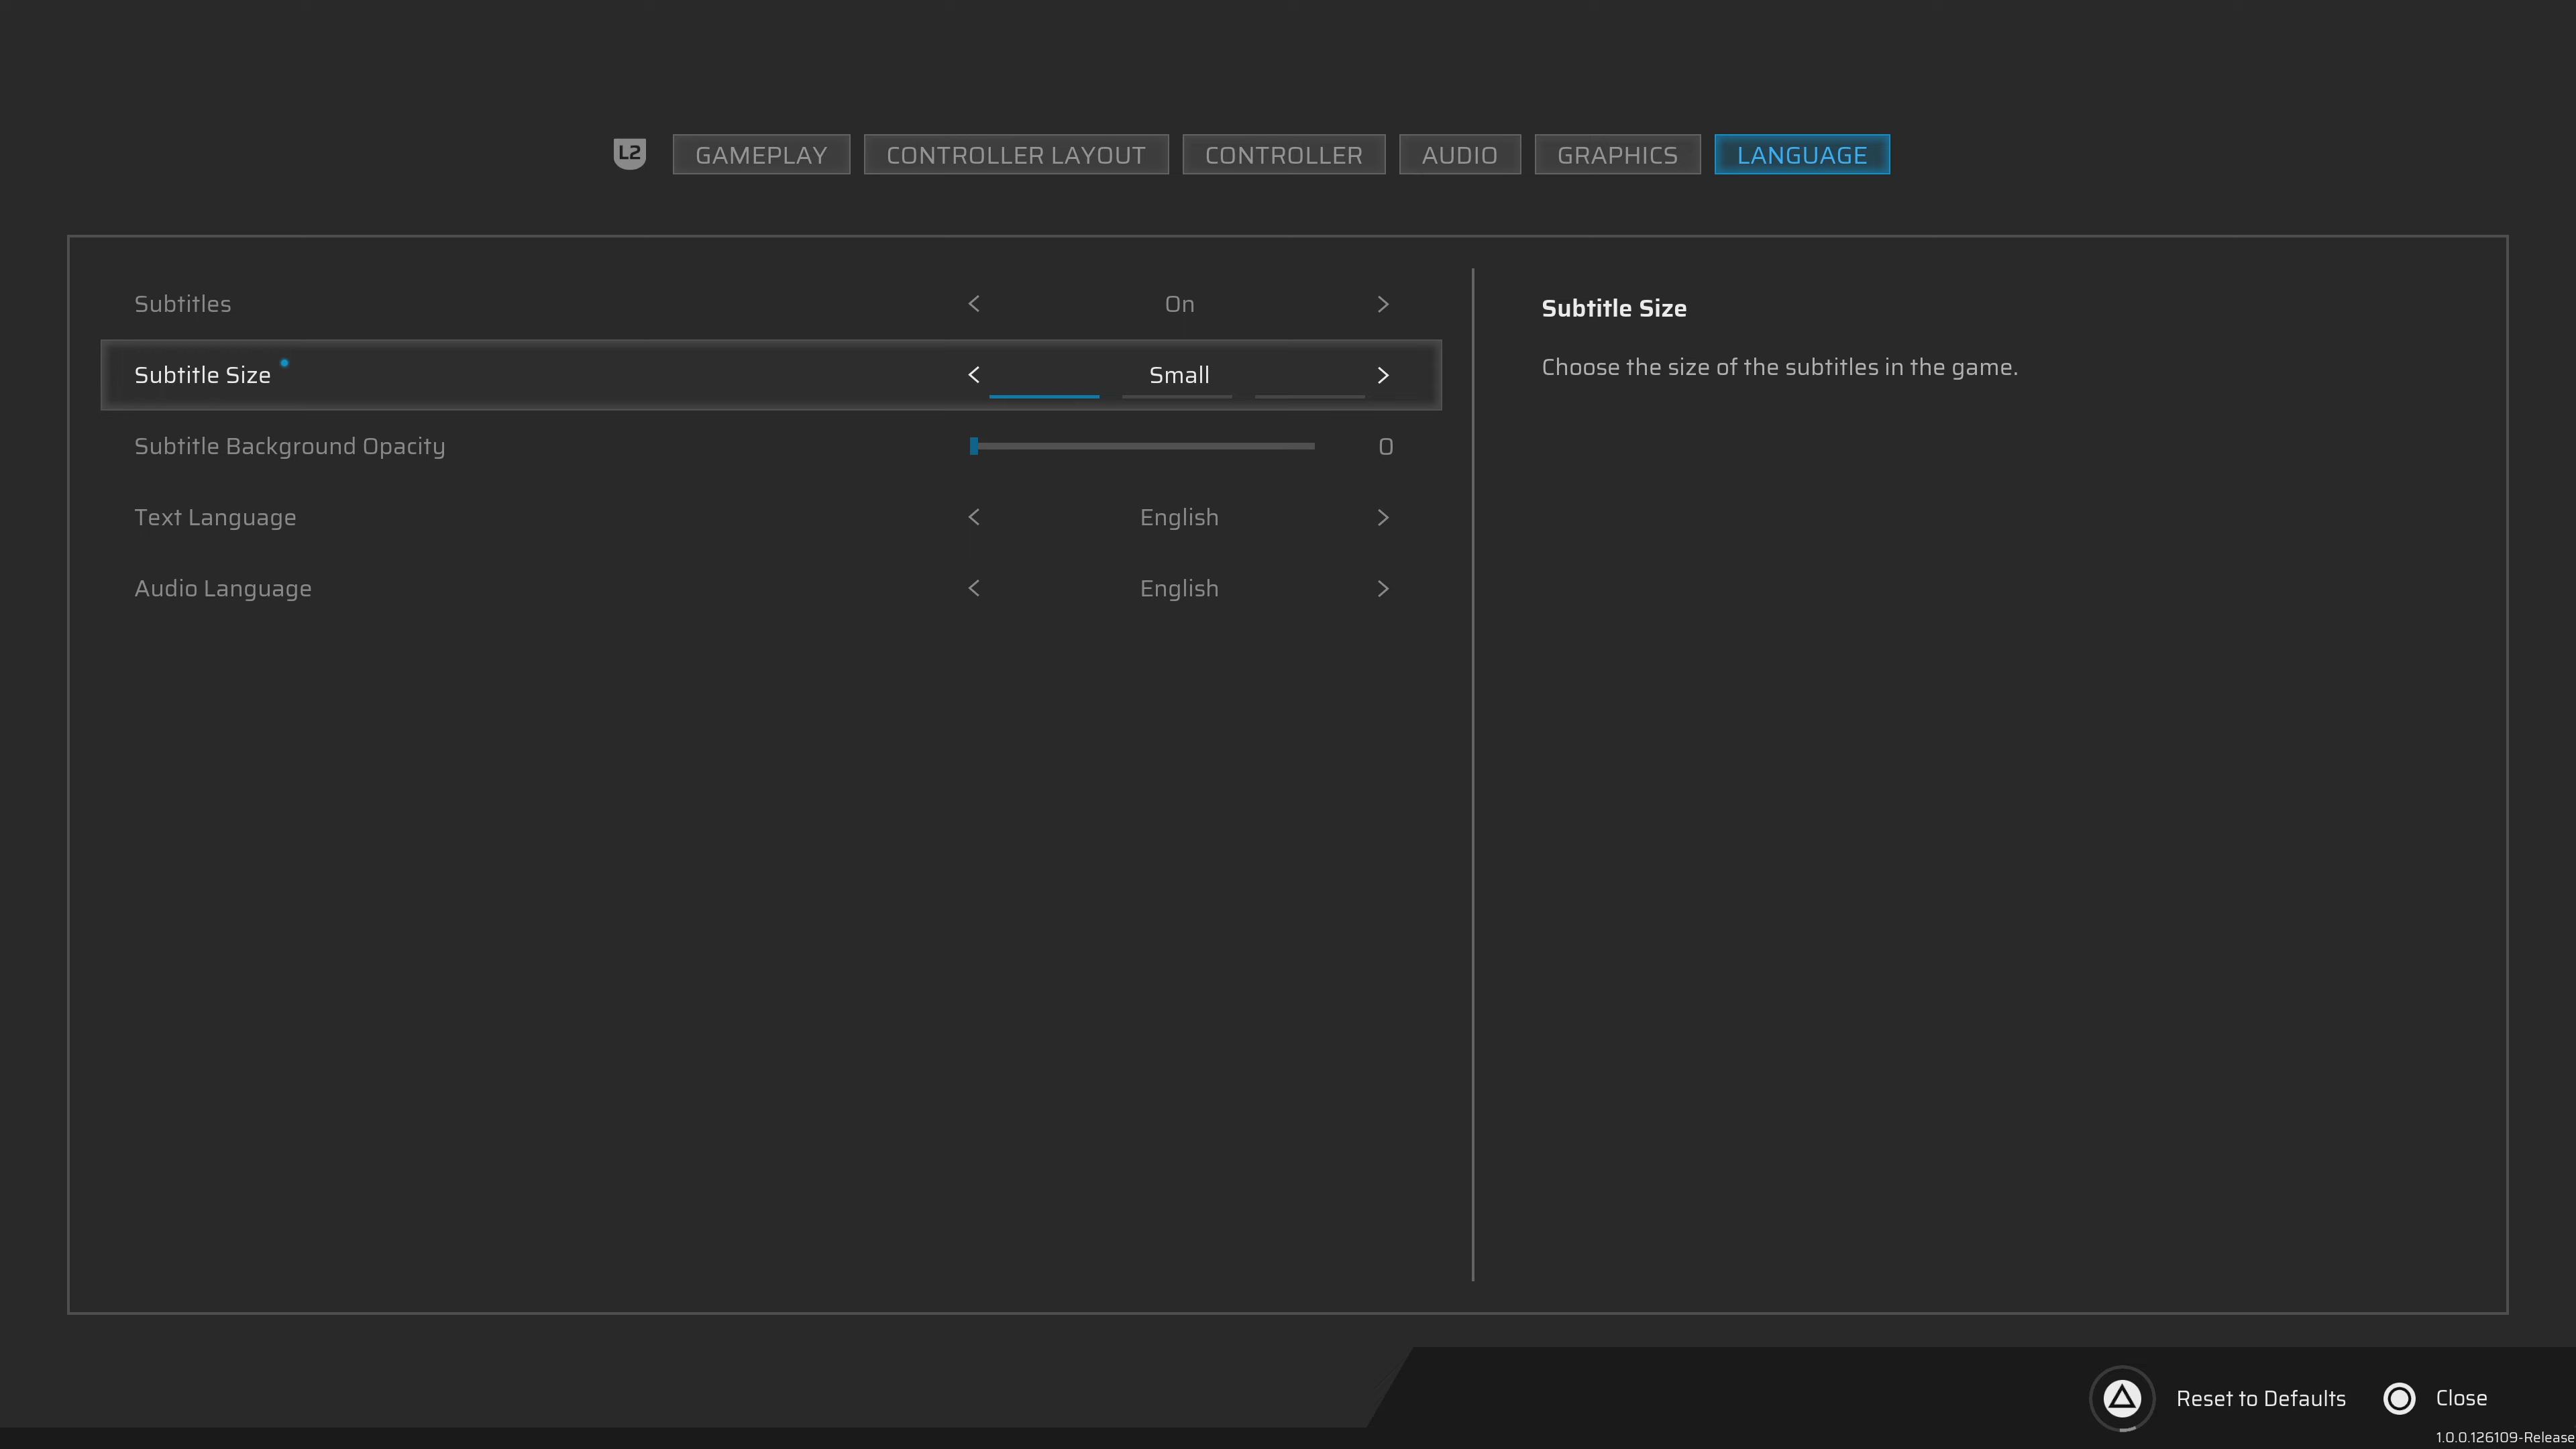 L2 GAMEPLAY CONTROLLER LAYOUT CONTROLLER AUDIO GRAPHICS LANGUAGE
Subtitles On
Subtitle Size Small
Subtitle Background Opacity 0
Text Language English
Audio Language English
Subtitle Size
Choose the size of the subtitles in the game.
Reset to Defaults Close
1.0.0.126109-Release